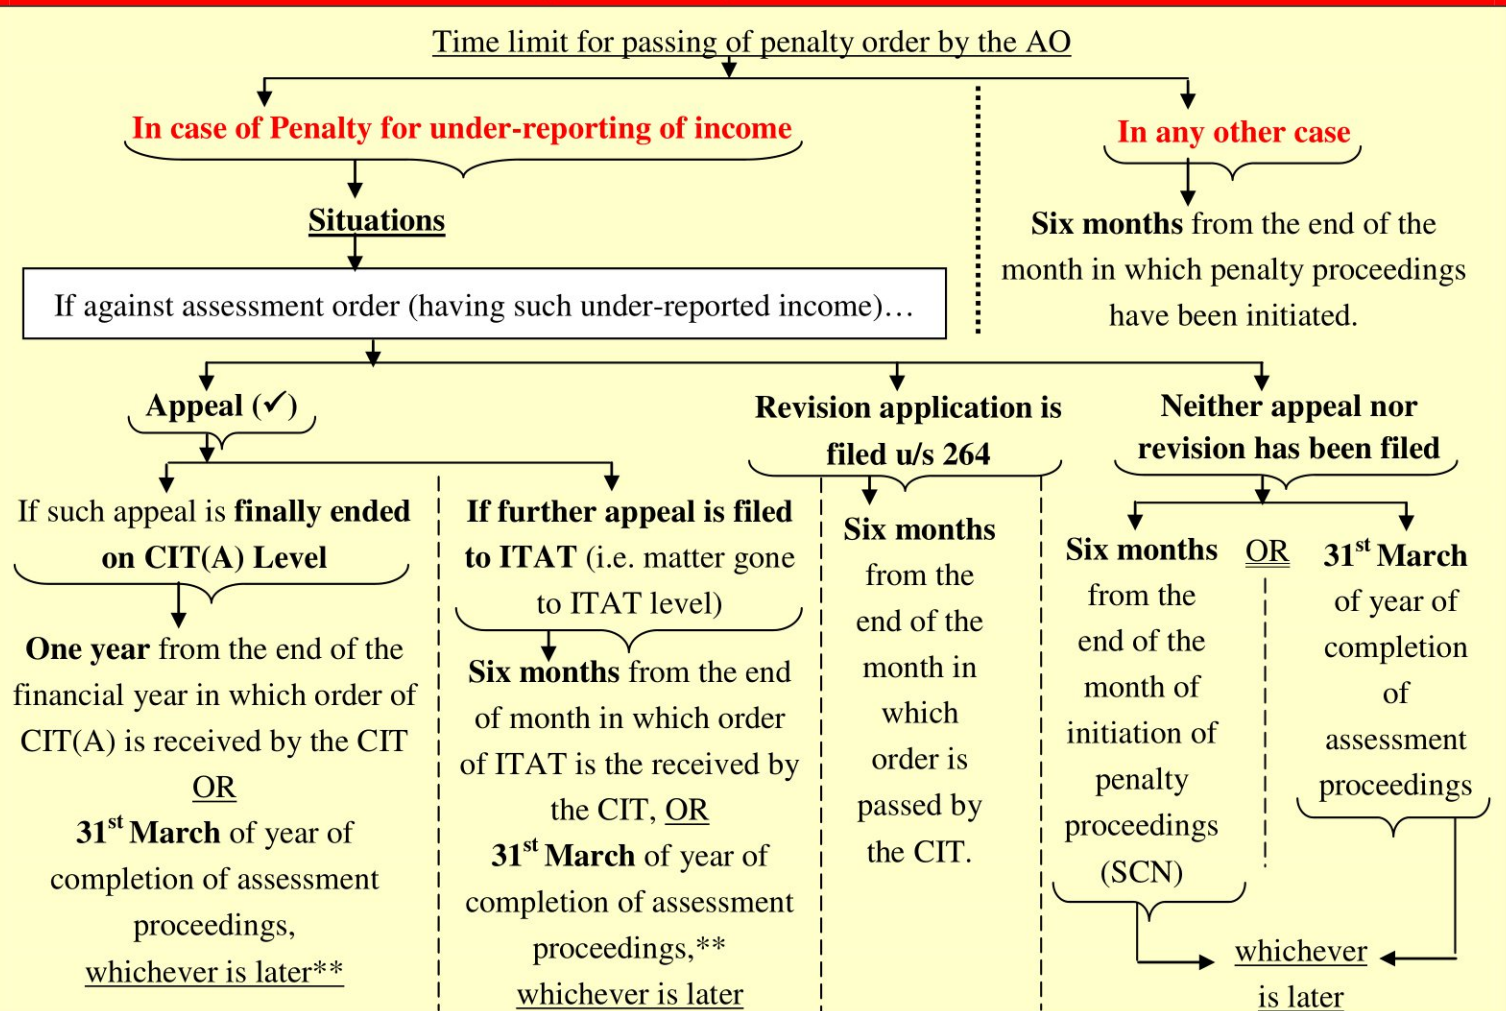 Time limit for passing of penalty order by the AO
In case of Penalty for under-reporting of income
In any other case
Situations
Six months from the end of the
month in which penalty proceedings
have been initiated.
If against assessment order (having such under-reported income)…
Appeal (✓)
Revision application is
filed u/s 264
Neither appeal nor
revision has been filed
If such appeal is finally ended
on CIT(A) Level
One year from the end of the
financial year in which order of
CIT(A) is received by the CIT
OR
31st March of year of
completion of assessment
proceedings,
whichever is later**
If further appeal is filed
to ITAT (i.e. matter gone
to ITAT level)
Six months from the end
of month in which order
of ITAT is the received by
the CIT, OR
31st March of year of
completion of assessment
proceedings,**
whichever is later
Six months
from the
end of the
month in
which
order is
passed by
the CIT.
Six months
from the
end of the
month of
initiation of
penalty
proceedings
(SCN)
OR
31st March
of year of
completion
of
assessment
proceedings
whichever
is later